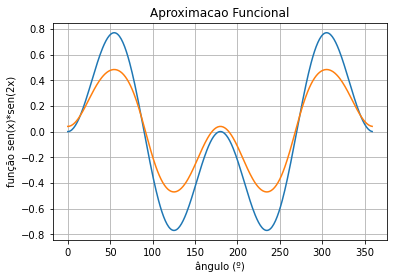 Aproximacao Funcional
função sen(x)*sen(2x)
0.8
0.6
0.4
0.2
0.0
−0.2
−0.4
−0.6
−0.8
0 50 100 150 200 250 300 350
ângulo (º)